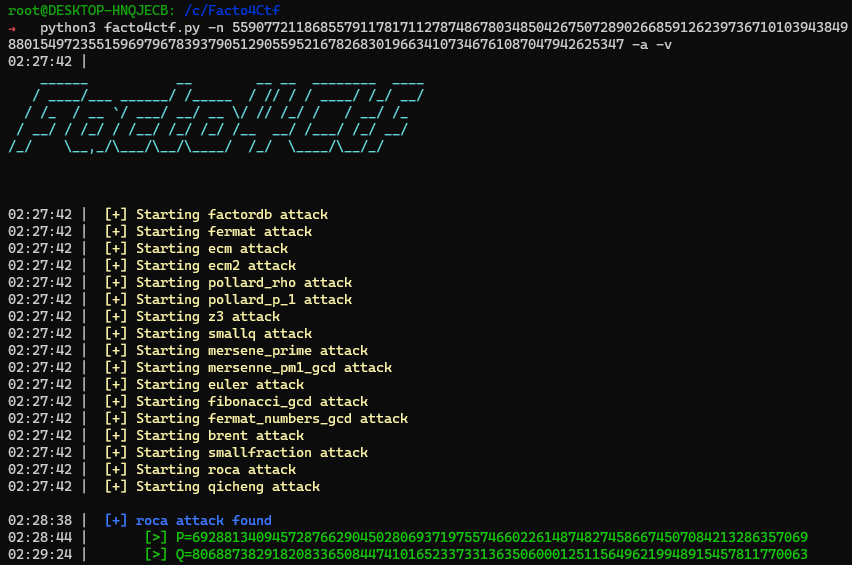 root@DESKTOP-HNQJECB: /c/Facto4Ctf
→ python3 facto4ctf.py -n 55907721186855791178171127874867803485042675072890266859126239736710103943849
88015497235515969796783937905129055952167826830196634107346761087047942625347 -a -v
02:27:42 |
Facto4Ctf
02:27:42 | [+] Starting factordb attack
02:27:42 | [+] Starting fermat attack
02:27:42 | [+] Starting ecm attack
02:27:42 | [+] Starting ecm2 attack
02:27:42 | [+] Starting pollard_rho attack
02:27:42 | [+] Starting pollard_p_1 attack
02:27:42 | [+] Starting z3 attack
02:27:42 | [+] Starting smallq attack
02:27:42 | [+] Starting mersene_prime attack
02:27:42 | [+] Starting mersenne_pm1_gcd attack
02:27:42 | [+] Starting euler attack
02:27:42 | [+] Starting fibonacci_gcd attack
02:27:42 | [+] Starting fermat_numbers_gcd attack
02:27:42 | [+] Starting brent attack
02:27:42 | [+] Starting smallfraction attack
02:27:42 | [+] Starting roca attack
02:27:42 | [+] Starting qicheng attack
02:28:38 | [+] roca attack found
02:28:44 | [>] P=69288134094572876629045028069371975574660226148748274586674507084213286357069
02:29:24 | [>] Q=80688738291820833650844741016523373313635060001251156496219948915457811770063